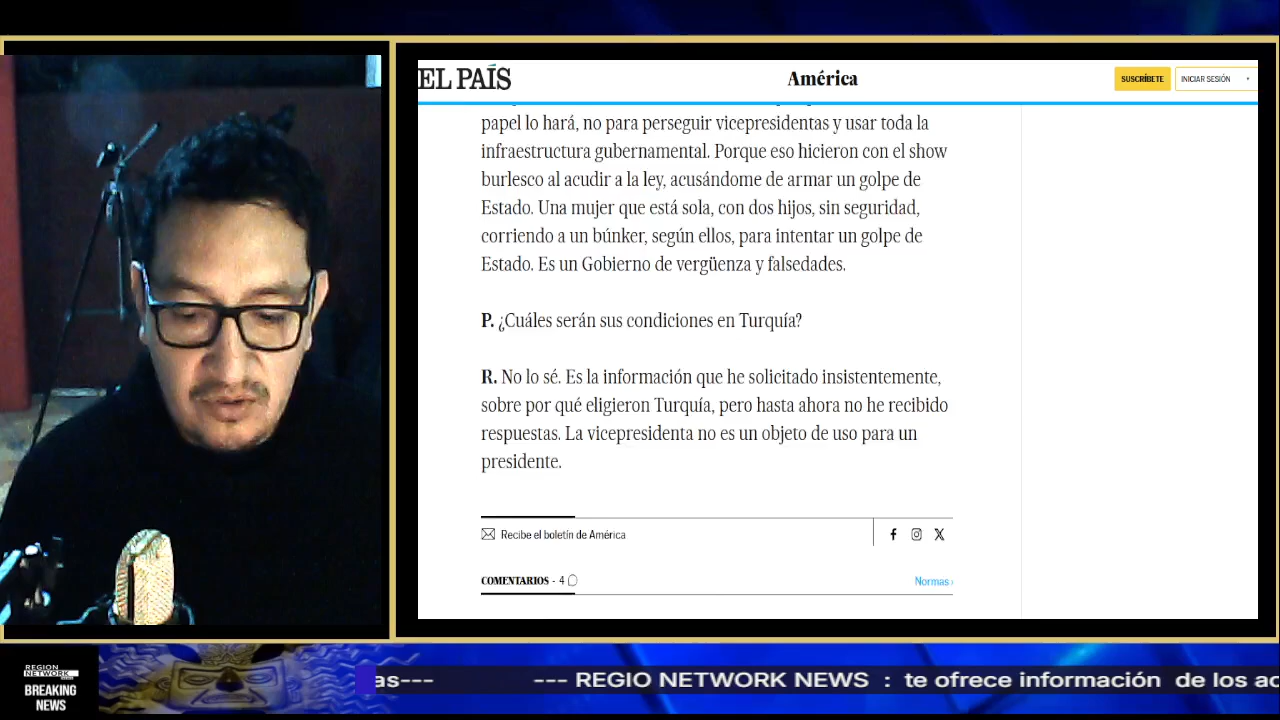 EL PAÍS
América
SUSCRÍBETE
INICIAR SESIÓN
papel lo hará, no para perseguir vicepresidentas y usar toda la
infraestructura gubernamental. Porque eso hicieron con el show
burlesco al acudir a la ley, acusándome de armar un golpe de
Estado. Una mujer que está sola, con dos hijos, sin seguridad,
corriendo a un búnker, según ellos, para intentar un golpe de
Estado. Es un Gobierno de vergüenza y falsedades.
P. ¿Cuáles serán sus condiciones en Turquía?
R. No lo sé. Es la información que he solicitado insistentemente,
sobre por qué eligieron Turquía, pero hasta ahora no he recibido
respuestas. La vicepresidenta no es un objeto de uso para un
presidente.
Recibe el boletín de América
COMENTARIOS - 4
Normas ›
REGION
NETWORK
NEWS
BREAKING
NEWS
as--- --- REGIO NETWORK NEWS : te ofrece información de los ac